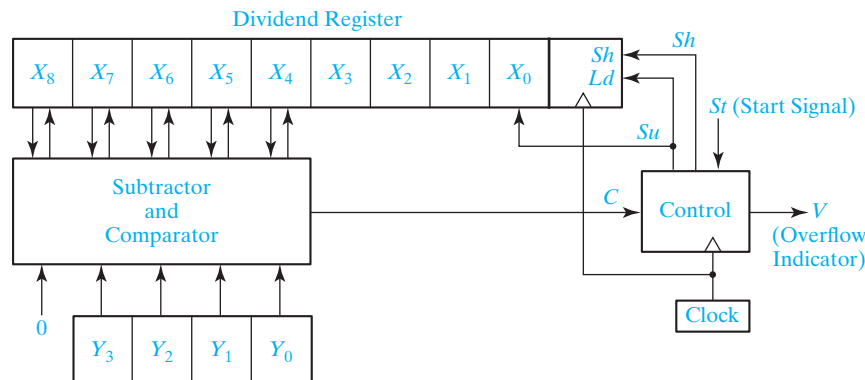 Dividend Register
X8 X7 X6 X5 X4 X3 X2 X1 X0 Sh
Ld
Sh
St (Start Signal)
Su
Subtractor
and
Comparator
C
Control
V
(Overflow
Indicator)
0
Clock
Y3 Y2 Y1 Y0